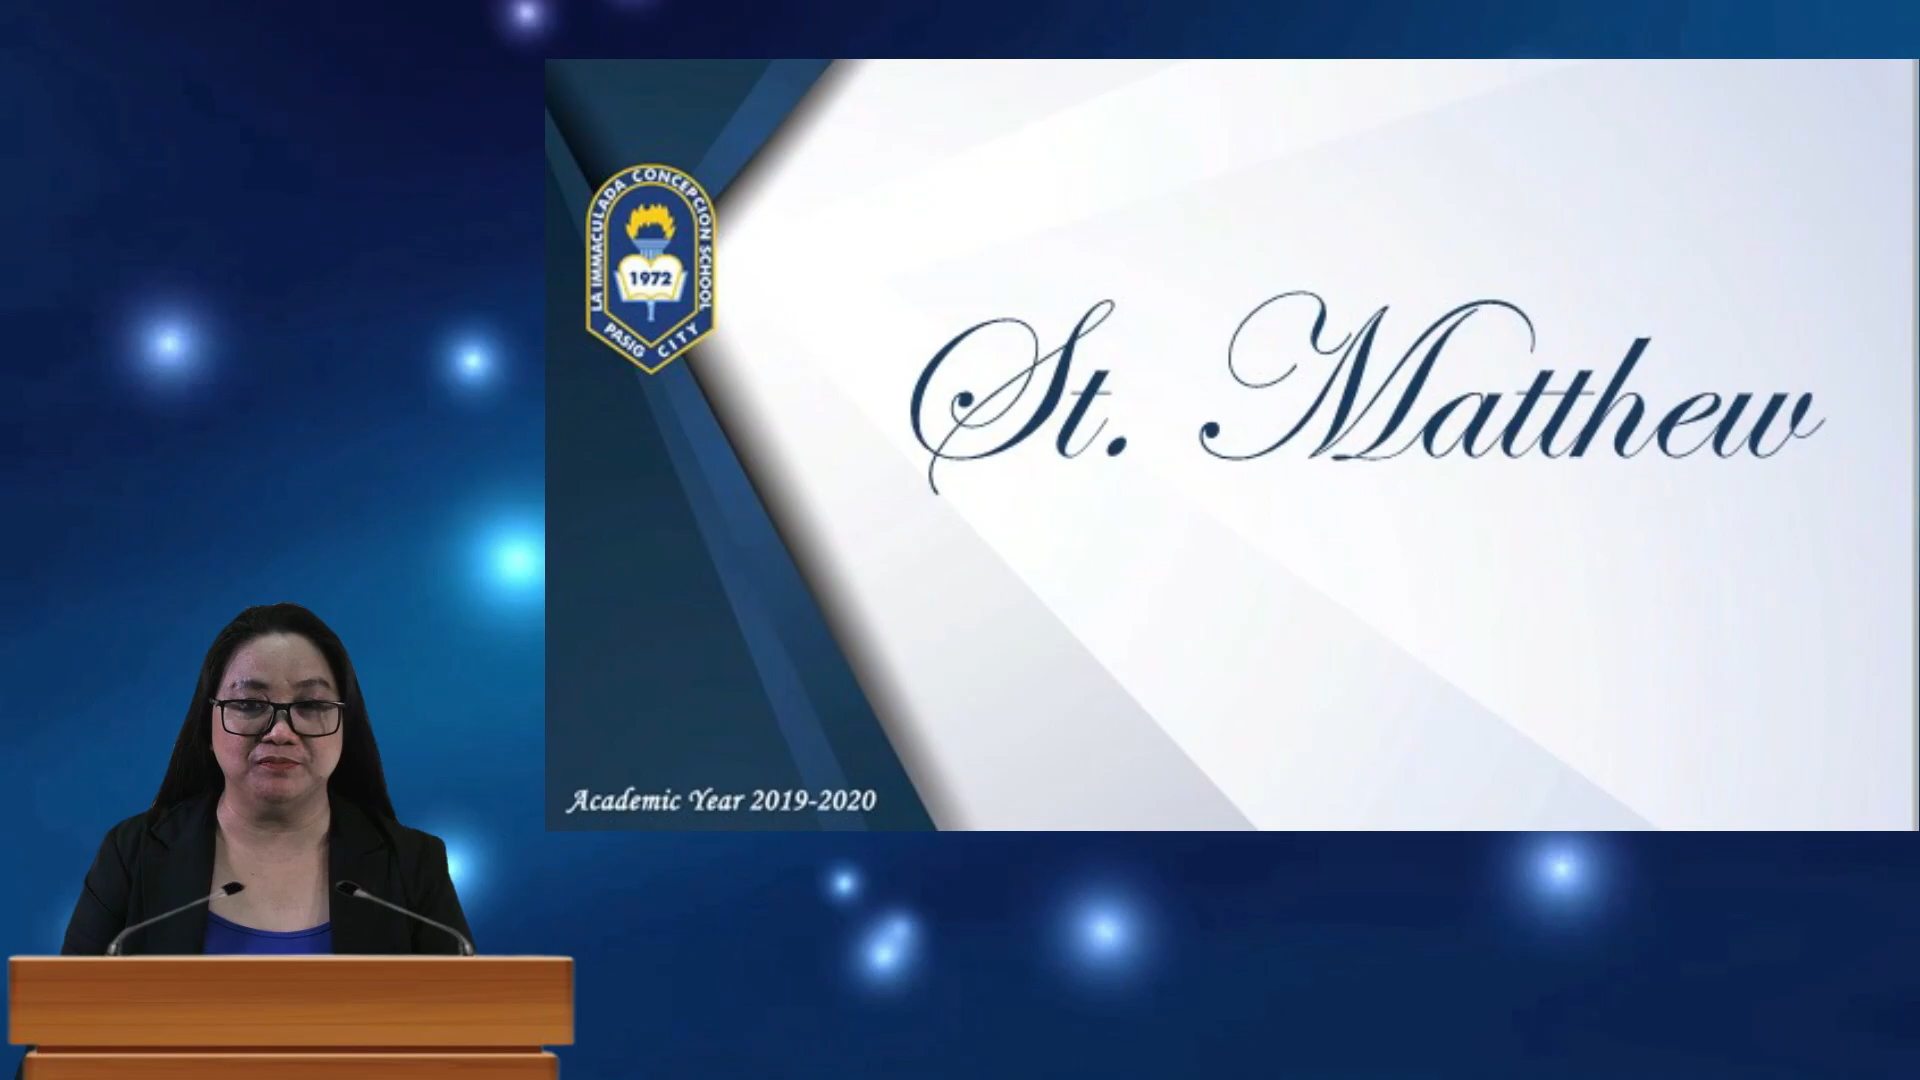 LA IMMACULADA CONCEPCION SCHOOL
1972
PASIG CITY
St. Matthew
Academic Year 2019-2020